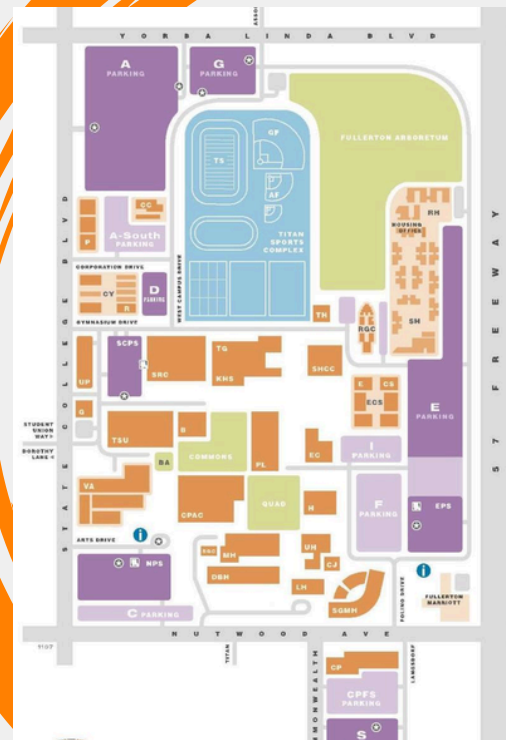 YORBA LINDA BLVD
A
PARKING
G
PARKING
FULLERTON ARBORETUM
GF
TS
AF
TITAN
SPORTS
COMPLEX
CC
A-South
PARKING
P
RH
HOUSING
OFFICE
STATE COLLEGE BLVD
WEST CAMPUS DRIVE
57 FREEWAY
CORPORATION DRIVE
CY
D
PARKING
R
GYMNASIUM DRIVE
TH
RGC
SH
SCPS
SRC
TG
KHS
SHCC
UP
E
CS
ECS
E
PARKING
G
STUDENT
UNION
WAY >
DOROTHY
LANE <
TSU
B
BA
COMMONS
PL
EC
I
PARKING
VA
CPAC
QUAD
H
F
PARKING
EPS
ARTS DRIVE
i
NPS
MH
DBH
UH
CJ
LH
SGMH
i
FOLINO DRIVE
FULLERTON
MARRIOTT
C PARKING
NUTWOOD AVE
TITAN
MMONWEALTH
LANGSDORF
CP
CPFS
PARKING
S